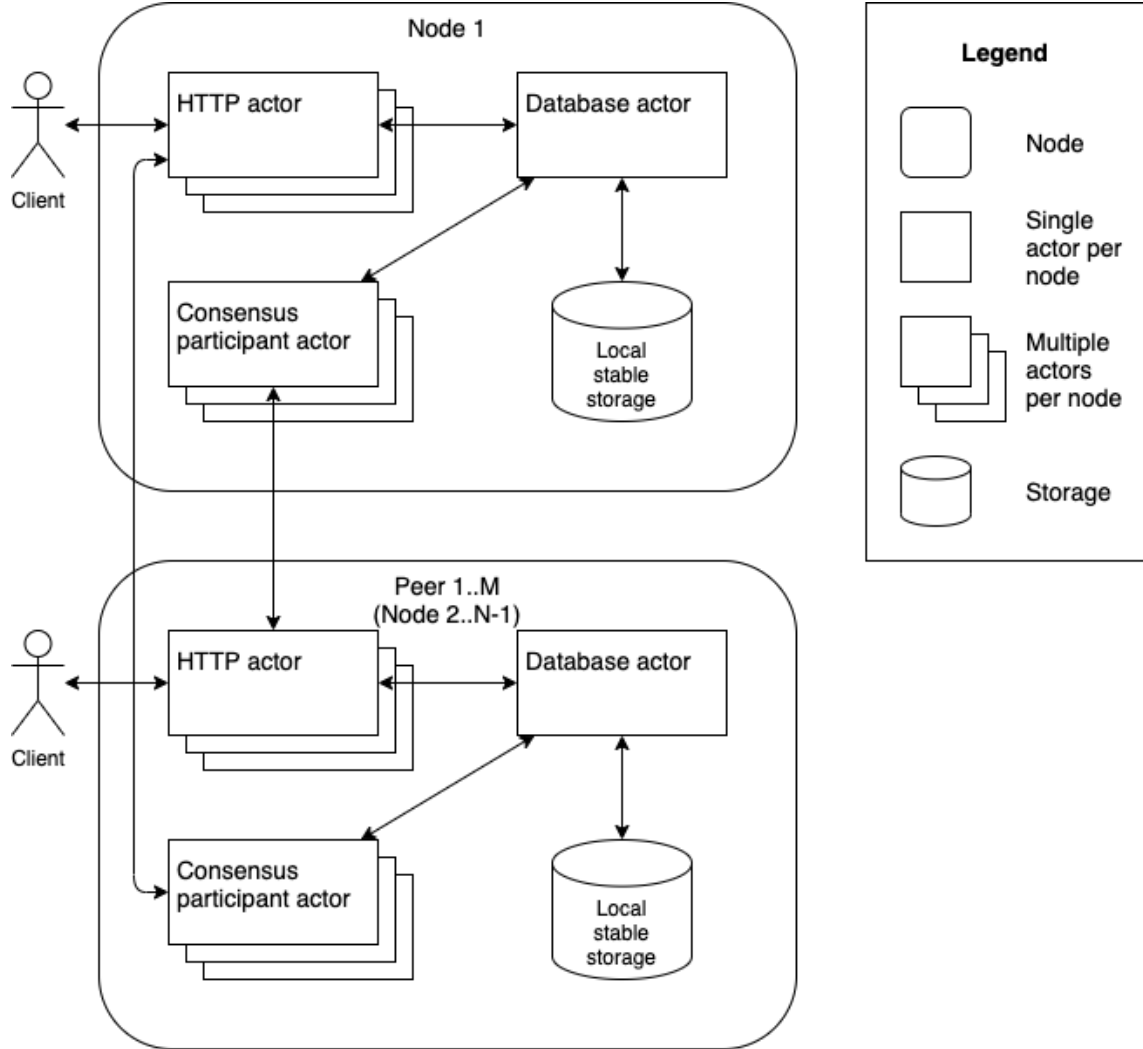 Node 1
HTTP actor
Database actor
Client
Consensus
participant actor
Local
stable
storage
Peer 1..M
(Node 2..N-1)
HTTP actor
Database actor
Client
Consensus
participant actor
Local
stable
storage
Legend
Node
Single
actor per
node
Multiple
actors
per node
Storage